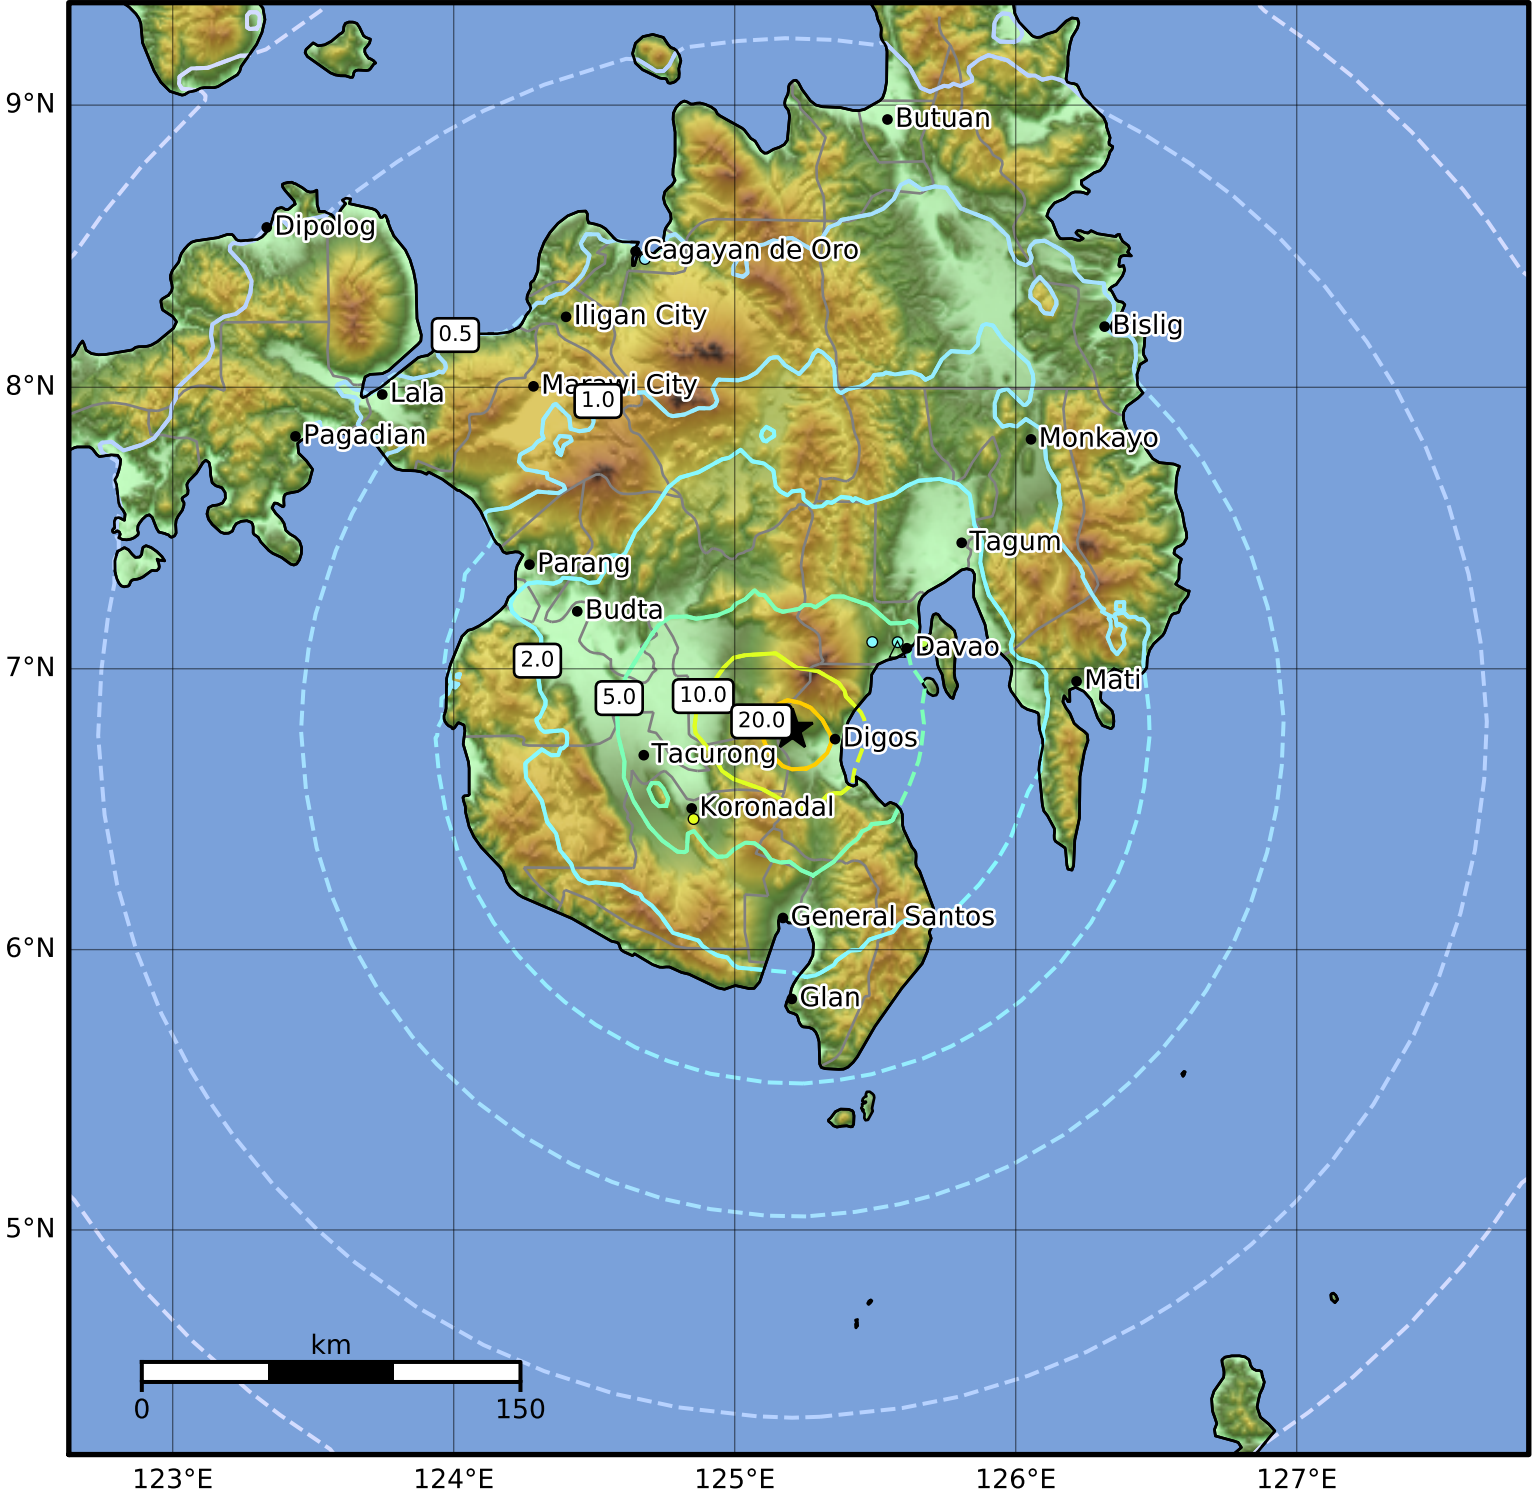 9°N
Butuan
Dipolog
Cagayan de Oro
Iligan City
Bislig
0.5
8°N
Marawi City
Lala
1.0
Pagadian
Monkayo
Tagum
Parang
Budta
Davao
2.0
7°N
Mati
5.0
10.0
20.0
Digos
Tacurong
Koronadal
General Santos
6°N
Glan
5°N
km
0 150
123°E 124°E 125°E 126°E 127°E